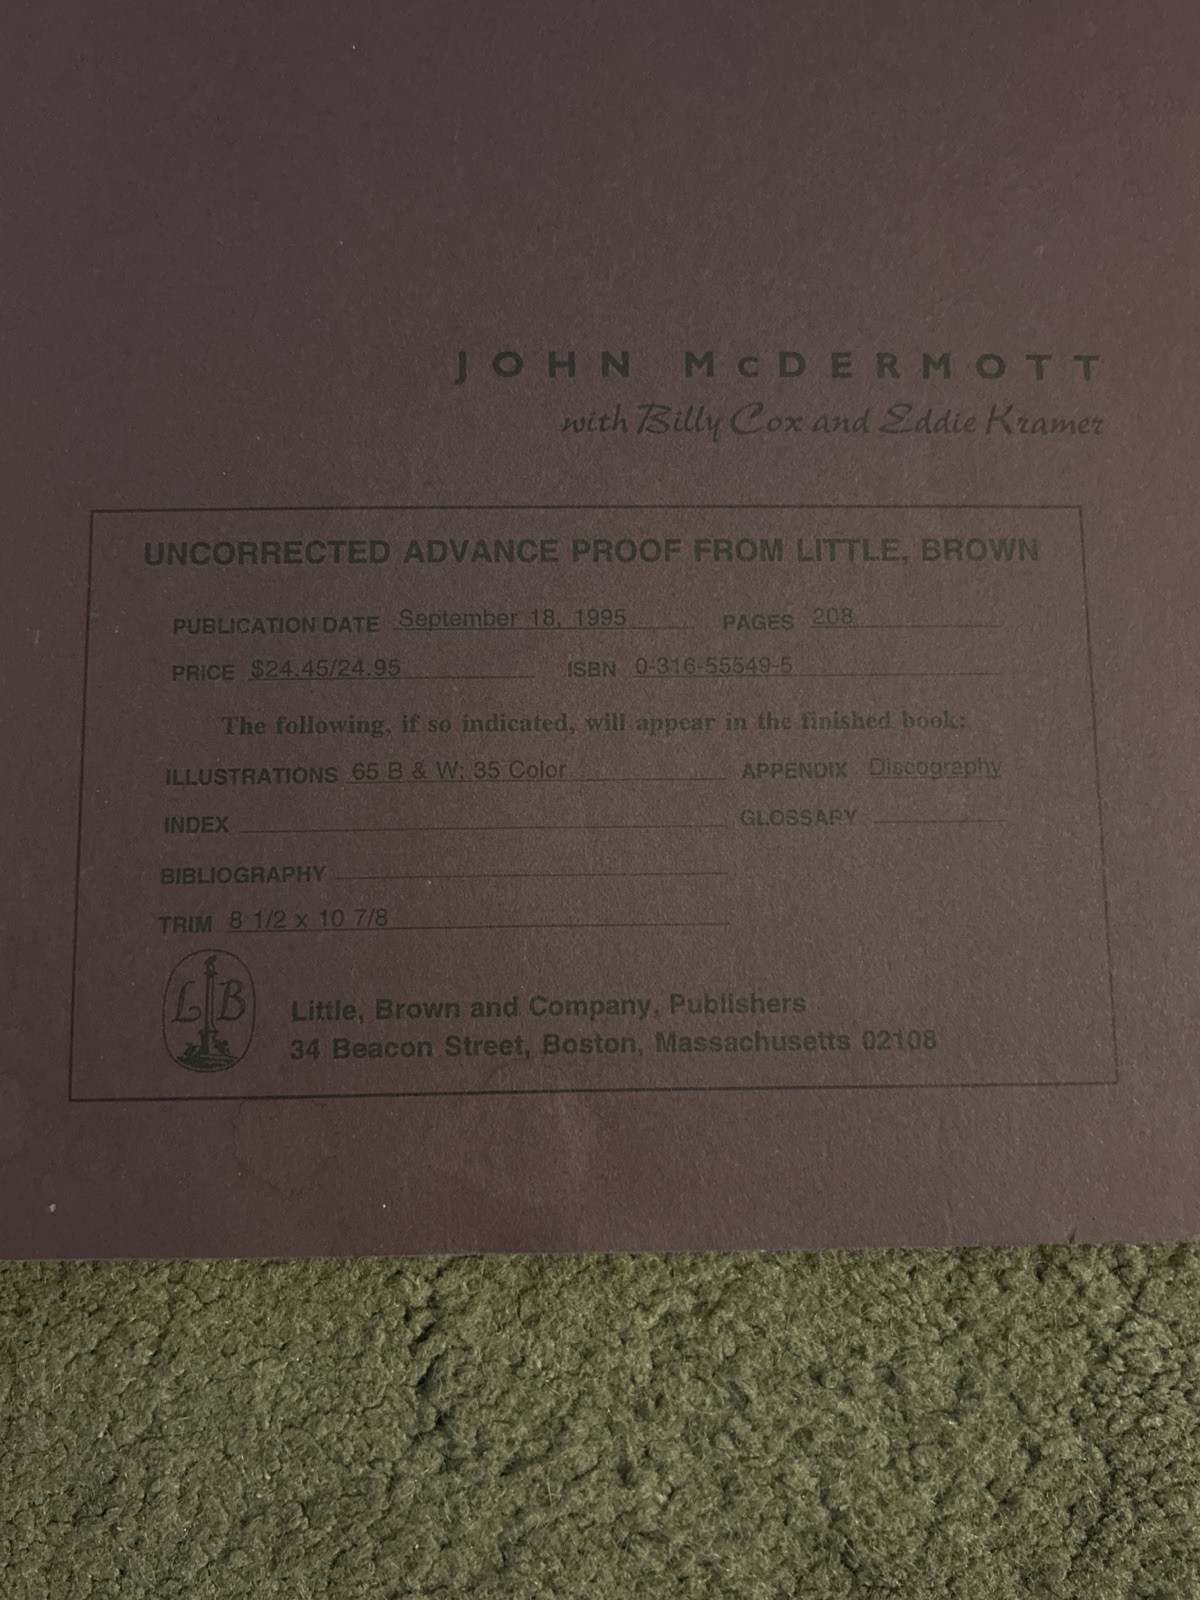 JOHN McDERMOTT
with Billy Cox and Eddie Kramer
UNCORRECTED ADVANCE PROOF FROM LITTLE, BROWN
PUBLICATION DATE September 18, 1995 PAGES 208
PRICE $24.45/24.95 ISBN 0-316-55549-5
The following, if so indicated, will appear in the finished book:
ILLUSTRATIONS 65 B & W; 35 Color APPENDIX Discography
INDEX GLOSSARY
BIBLIOGRAPHY
TRIM 8 1/2 x 10 7/8
L B
Little, Brown and Company, Publishers
34 Beacon Street, Boston, Massachusetts 02108